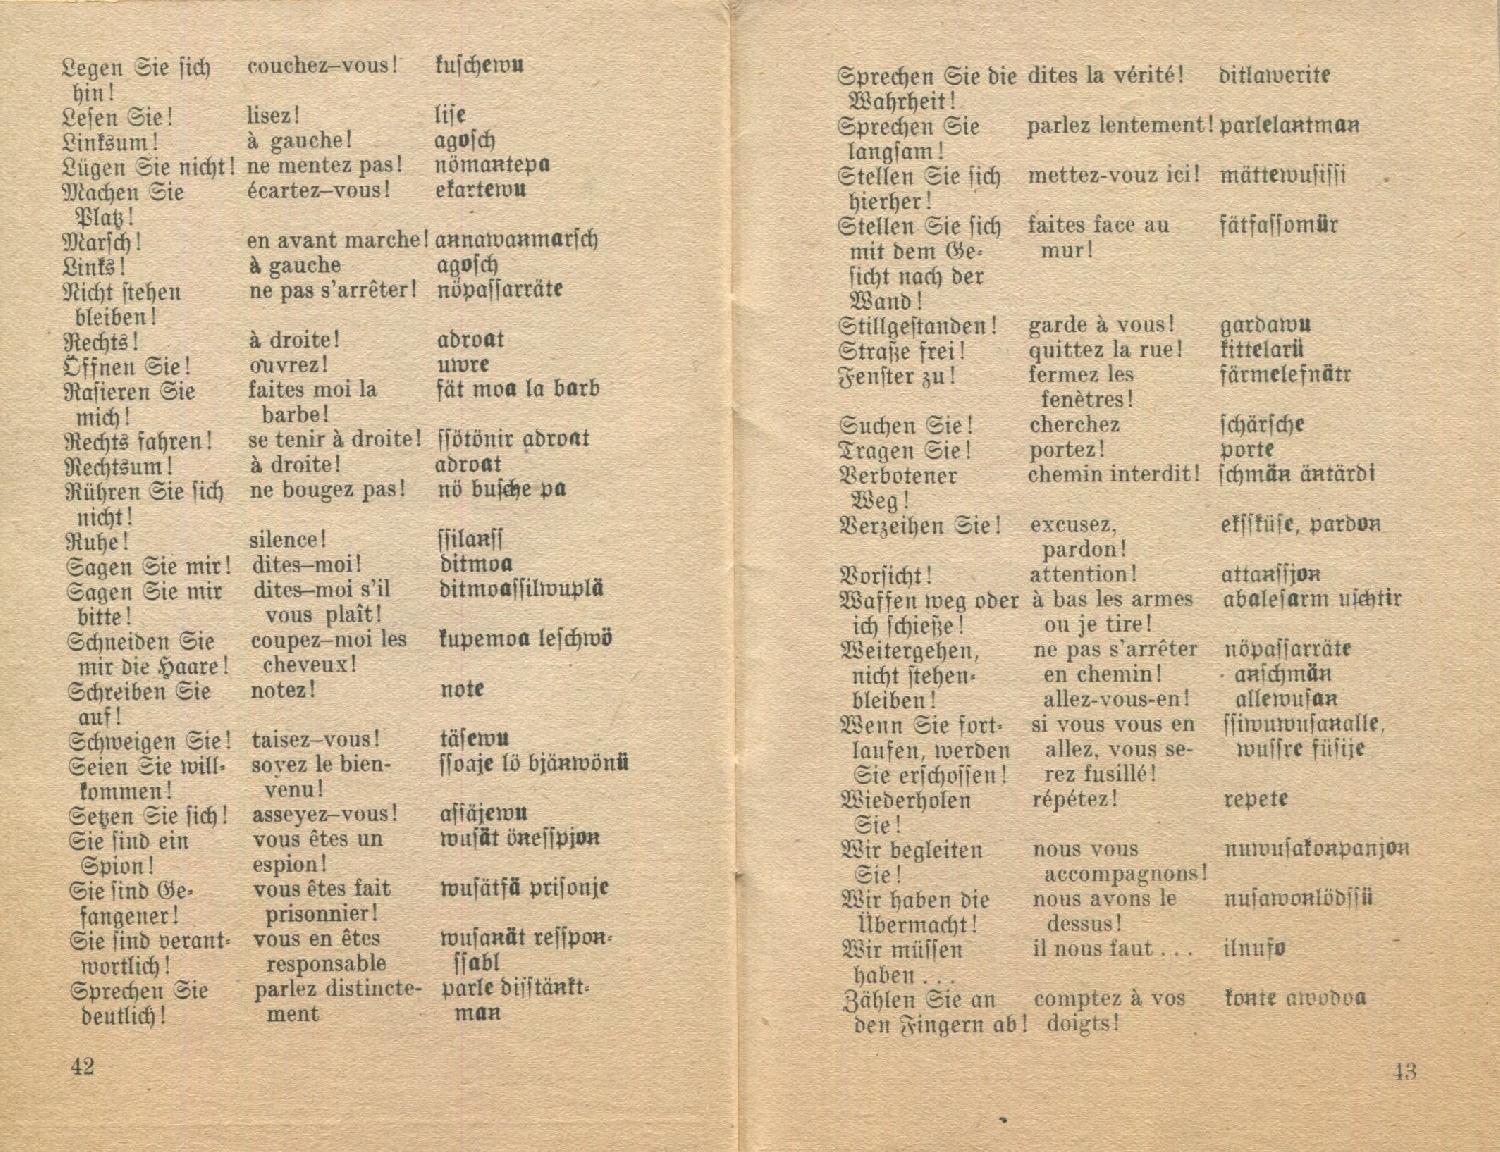 Legen Sie sich couchez–vous! kuschewu
hin!
Lesen Sie! lisez! lise
Linksum! à gauche! agosch
Lügen Sie nicht! ne mentez pas! nömantepa
Machen Sie écartez–vous! ekartewu
Platz!
Marsch! en avant marche! annawanmarsch
Links! à gauche agosch
Nicht stehen ne pas s'arrêter! nöpassarräte
bleiben!
Rechts! à droite! adroat
Öffnen Sie! ouvrez! uwre
Rasieren Sie faites moi la fät moa la barb
mich! barbe!
Rechts fahren! se tenir à droite! ssötönir adroat
Rechtsum! à droite! adroat
Rühren Sie sich ne bougez pas! nö busche pa
nicht!
Ruhe! silence! ssilanss
Sagen Sie mir! dites–moi! ditmoa
Sagen Sie mir dites–moi s'il ditmoassilwuplä
bitte! vous plaît!
Schneiden Sie coupez–moi les kupemoa leschwö
mir die Haare! cheveux!
Schreiben Sie notez! note
auf!
Schweigen Sie! taisez–vous! täsewu
Seien Sie will- soyez le bien- ssoaje lö bjänwönü
kommen! venu!
Setzen Sie sich! asseyez–vous! assäjewu
Sie sind ein vous êtes un wusät önesspjon
Spion! espion!
Sie sind Ge- vous êtes fait wusätfä prisonje
fangener! prisonnier!
Sie sind verant- vous en êtes wusanät resspon-
wortlich! responsable ssabl
Sprechen Sie parlez distincte- parle disstänkt-
deutlich! ment man
42
Sprechen Sie die dites la vérité! ditlawerite
Wahrheit!
Sprechen Sie parlez lentement! parlelantman
langsam!
Stellen Sie sich mettez-vouz ici! mättewusissi
hierher!
Stellen Sie sich faites face au fätfassomür
mit dem Ge- mur!
sicht nach der
Wand!
Stillgestanden! garde à vous! gardawu
Straße frei! quittez la rue! kittelarü
Fenster zu! fermez les färmelefnätr
fenètres!
Suchen Sie! cherchez schärsche
Tragen Sie! portez! porte
Verbotener chemin interdit! schmän äntärdi
Weg!
Verzeihen Sie! excusez, eksskü­se, pardon
pardon!
Vorsicht! attention! attanssjon
Waffen weg oder à bas les armes abalesarm uschtir
ich schieße! ou je tire!
Weitergehen, ne pas s'arrêter nöpassarräte
nicht stehen- en chemin! anschmän
bleiben! allez-vous-en! allewusan
Wenn Sie fort- si vous vous en ssiwuwusanalle,
laufen, werden allez, vous se- wussre füsije
Sie erschossen! rez fusillé!
Wiederholen répétez! repete
Sie!
Wir begleiten nous vous nuwusakonpanjon
Sie! accompagnons!
Wir haben die nous avons le nusawonlödssü
Übermacht! dessus!
Wir müssen il nous faut . . . ilnufo
haben . . .
Zählen Sie an comptez à vos konte awodoa
den Fingern ab! doigts!
43